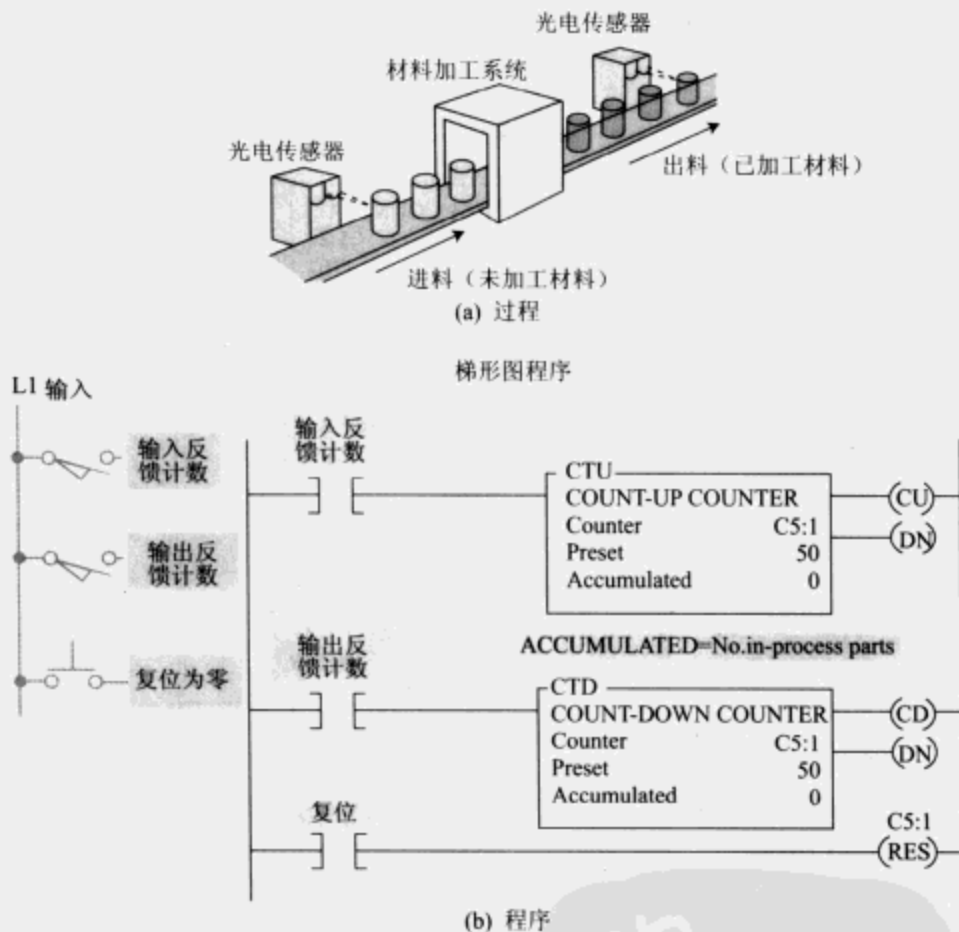 光电传感器
材料加工系统
光电传感器
出料（已加工材料）
进料（未加工材料）
(a) 过程
梯形图程序
L1 输入
输入反
馈计数
输出反
馈计数
复位为零
输入反
馈计数
CTU
COUNT-UP COUNTER
Counter C5:1
Preset 50
Accumulated 0
CU
DN
ACCUMULATED=No.in-process parts
输出反
馈计数
CTD
COUNT-DOWN COUNTER
Counter C5:1
Preset 50
Accumulated 0
CD
DN
复位
C5:1
RES
(b) 程序